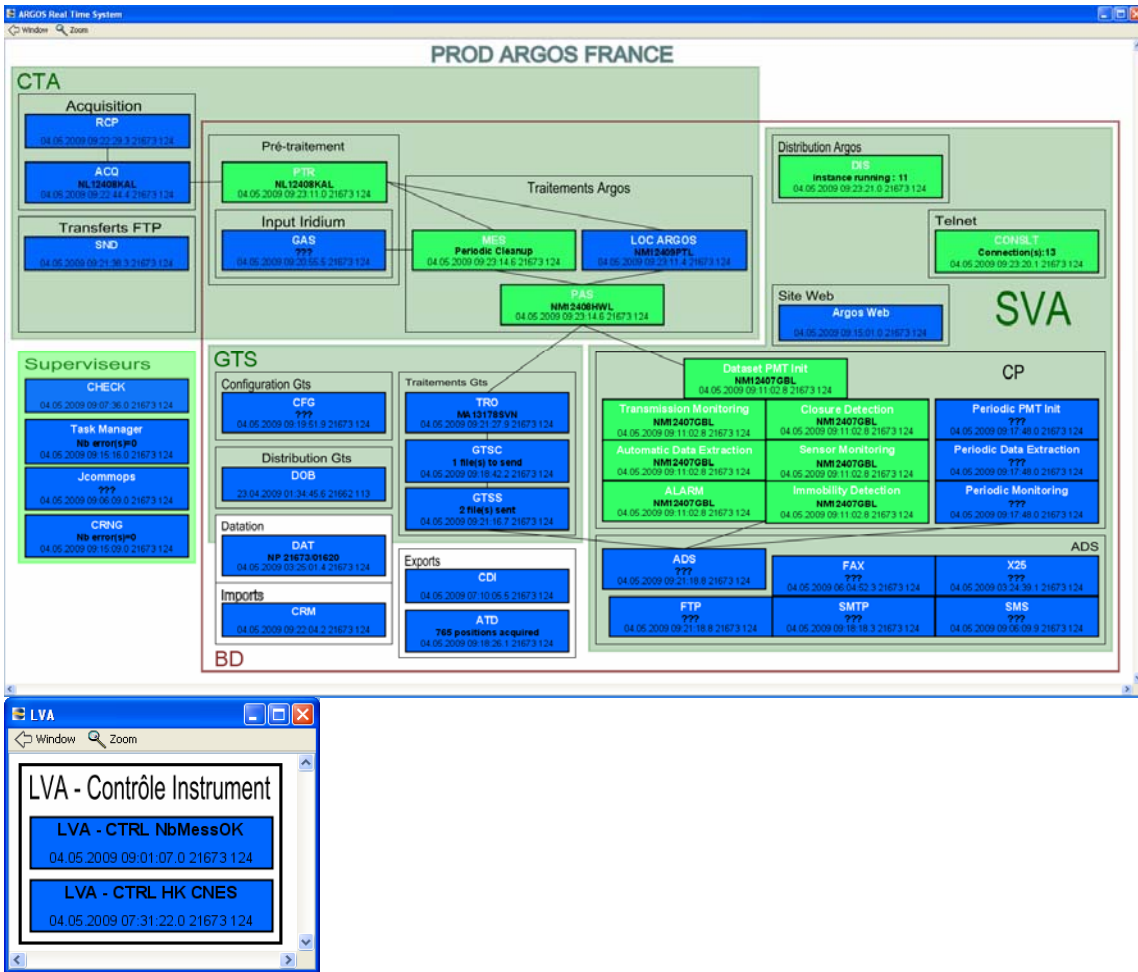 ARGOS Real Time System
Window Zoom
PROD ARGOS FRANCE
CTA
Acquisition
RCP
04.05.2009 09:22:29.3 21673 124
ACQ
NL12408KAL
04.05.2009 09:22:44.4 21673 124
Transferts FTP
SND
04.05.2009 09:21:38.3 21673 124
Pré-traitement
PTR
NL12408KAL
04.05.2009 09:23:11.0 21673 124
Input Iridium
GAS
???
04.05.2009 09:20:55.5 21673 124
Traitements Argos
MES
Periodic Cleanup
04.05.2009 09:23:14.6 21673 124
LOC ARGOS
NM12409PTL
04.05.2009 09:23:11.4 21673 124
PAS
NM12408HWL
04.05.2009 09:23:14.6 21673 124
Distribution Argos
DIS
instance running : 11
04.05.2009 09:23:21.0 21673 124
Telnet
CONSLT
Connection(s):13
04.05.2009 09:23:20.1 21673 124
Site Web
Argos Web
04.05.2009 09:15:01.0 21673 124
SVA
Superviseurs
CHECK
04.05.2009 09:07:36.0 21673 124
Task Manager
Nb error(s)=0
04.05.2009 09:15:16.0 21673 124
Jcommops
???
04.05.2009 09:06:09.0 21673 124
CRNG
Nb error(s)=0
04.05.2009 09:15:09.0 21673 124
GTS
Configuration Gts
CFG
???
04.05.2009 09:19:51.9 21673 124
Distribution Gts
DOB
23.04.2009 01:34:45.6 21662 113
Datation
DAT
NP 21673/01620
04.05.2009 03:25:01.4 21673 124
Imports
CRM
04.05.2009 09:22:04.2 21673 124
BD
Traitements Gts
TRO
MA13178SVN
04.05.2009 09:21:27.9 21673 124
GTSC
1 file(s) to send
04.05.2009 09:18:42.2 21673 124
GTSS
2 file(s) sent
04.05.2009 09:21:16.7 21673 124
Exports
CDI
04.05.2009 07:10:05.5 21673 124
ATD
765 positions acquired
04.05.2009 09:18:26.1 21673 124
CP
Dataset PMT Init
NM12407GBL
04.05.2009 09:11:02.8 21673 124
Transmission Monitoring
NM12407GBL
04.05.2009 09:11:02.8 21673 124
Closure Detection
NM12407GBL
04.05.2009 09:11:02.8 21673 124
Periodic PMT Init
???
04.05.2009 09:17:48.0 21673 124
Automatic Data Extraction
NM12407GBL
04.05.2009 09:11:02.8 21673 124
Sensor Monitoring
NM12407GBL
04.05.2009 09:11:02.8 21673 124
Periodic Data Extraction
???
04.05.2009 09:17:48.0 21673 124
ALARM
NM12407GBL
04.05.2009 09:11:02.8 21673 124
Immobility Detection
NM12407GBL
04.05.2009 09:11:02.8 21673 124
Periodic Monitoring
???
04.05.2009 09:17:48.0 21673 124
ADS
ADS
???
04.05.2009 09:21:18.8 21673 124
FAX
???
04.05.2009 06:04:52.3 21673 124
X25
???
04.05.2009 03:24:39.1 21673 124
FTP
???
04.05.2009 09:21:18.8 21673 124
SMTP
???
04.05.2009 09:18:18.3 21673 124
SMS
???
04.05.2009 09:06:09.9 21673 124
LVA
Window Zoom
LVA - Contrôle Instrument
LVA - CTRL NbMessOK
04.05.2009 09:01:07.0 21673 124
LVA - CTRL HK CNES
04.05.2009 07:31:22.0 21673 124